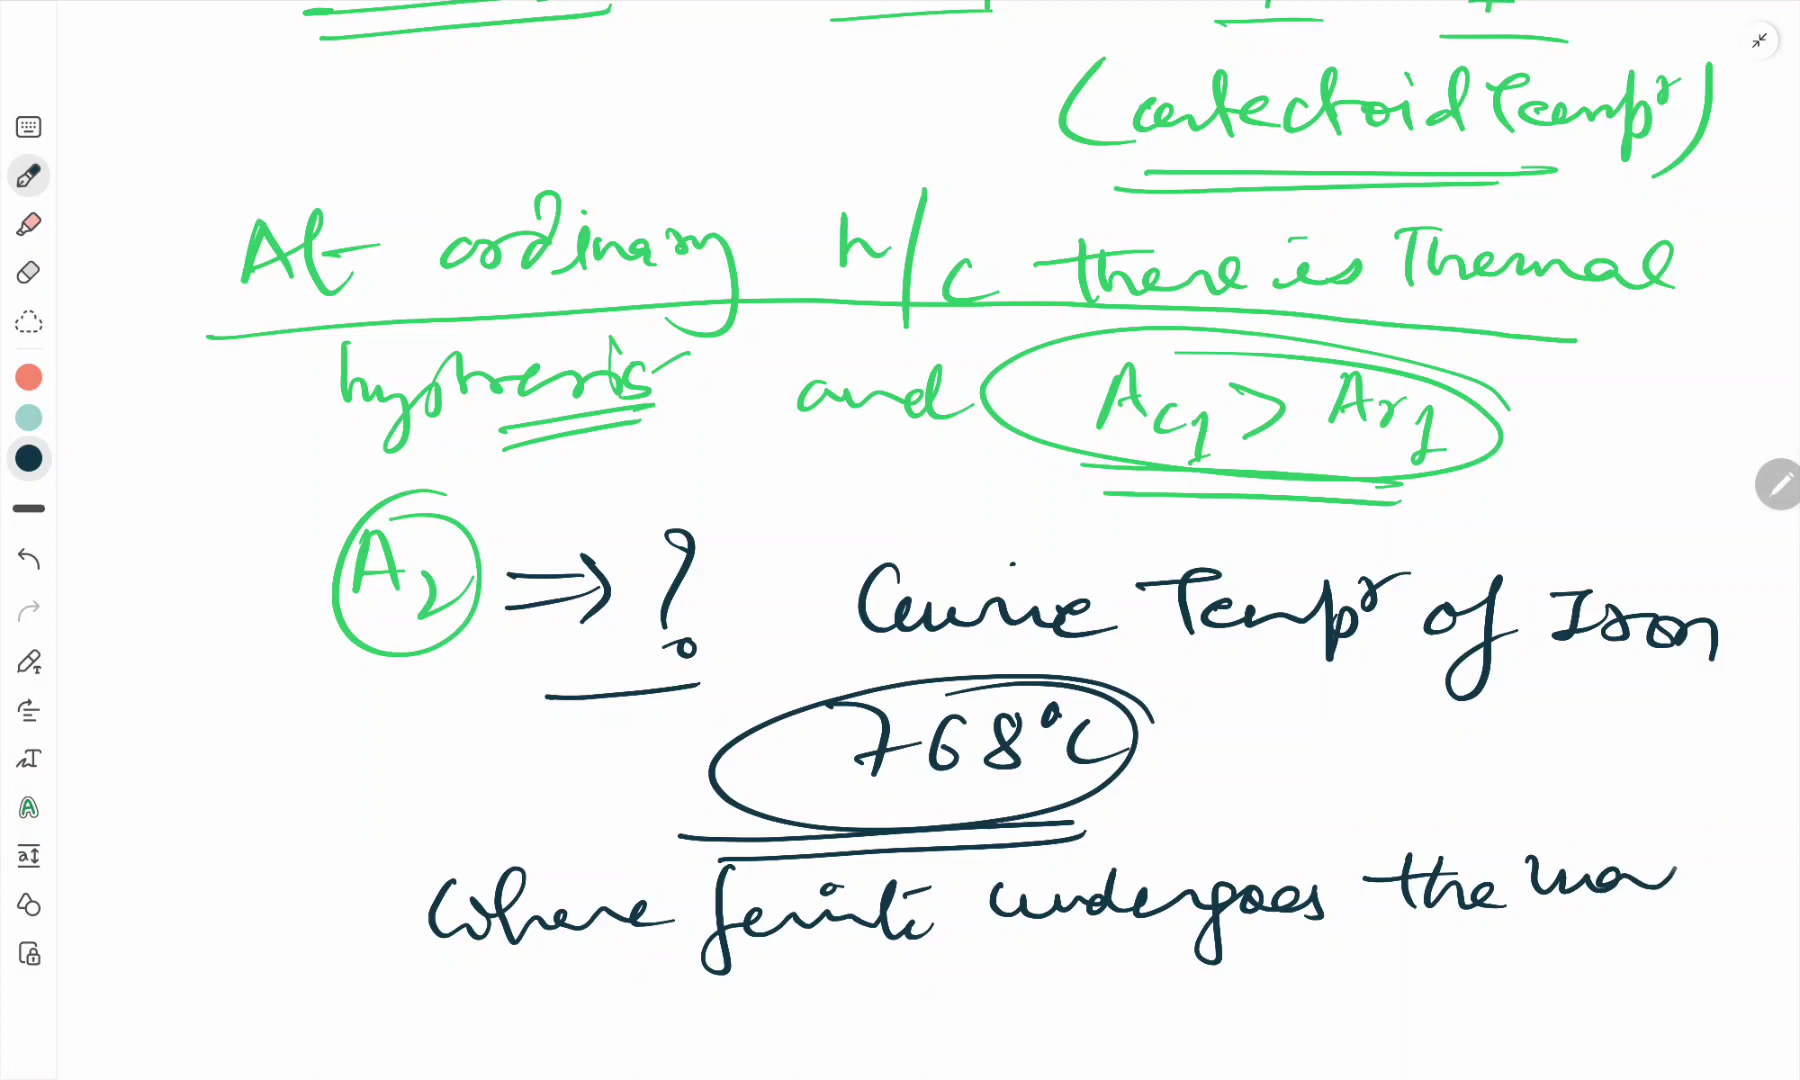 (eutectoid Tempr)
At ordinary h/c there is Thermal
hysteresis and Ac1 > Ar1
A2 ⇒ ? Curie Tempr of Iron
768°C
where ferrite undergoes the ma